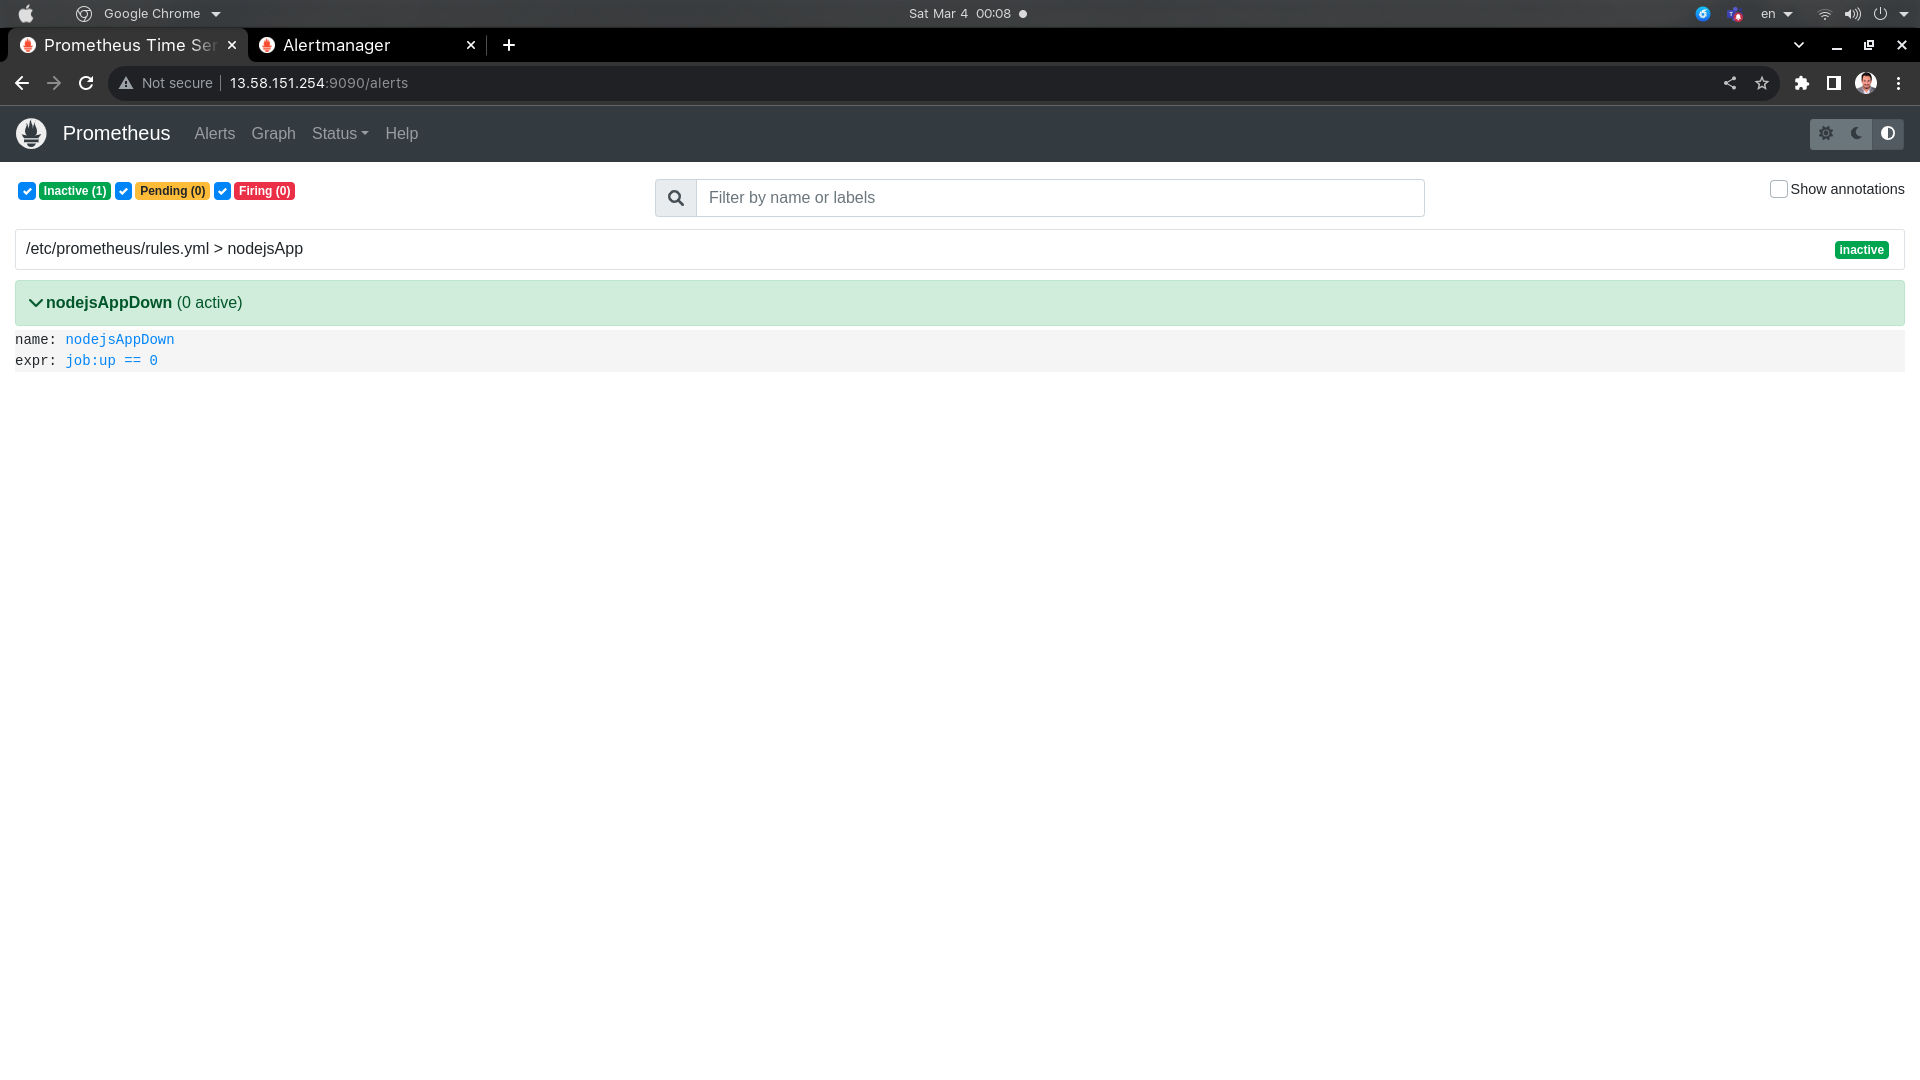 Google Chrome
Sat Mar 4 00:08
en
Prometheus Time Ser
Alertmanager
Not secure
13.58.151.254:9090/alerts
Prometheus
Alerts
Graph
Status
Help
Inactive (1)
Pending (0)
Firing (0)
Filter by name or labels
Show annotations
/etc/prometheus/rules.yml > nodejsApp
inactive
nodejsAppDown (0 active)
name: nodejsAppDown
expr: job:up == 0